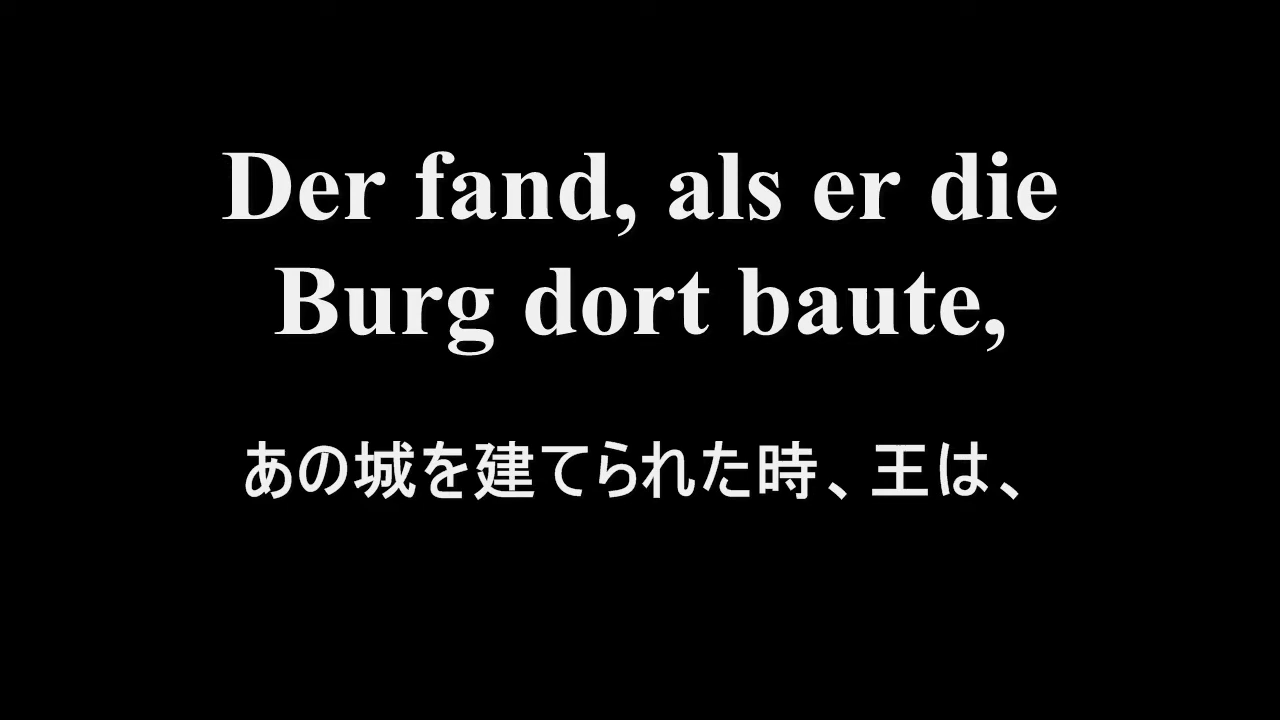 Der fand, als er die
Burg dort baute,
あの城を建てられた時、王は、